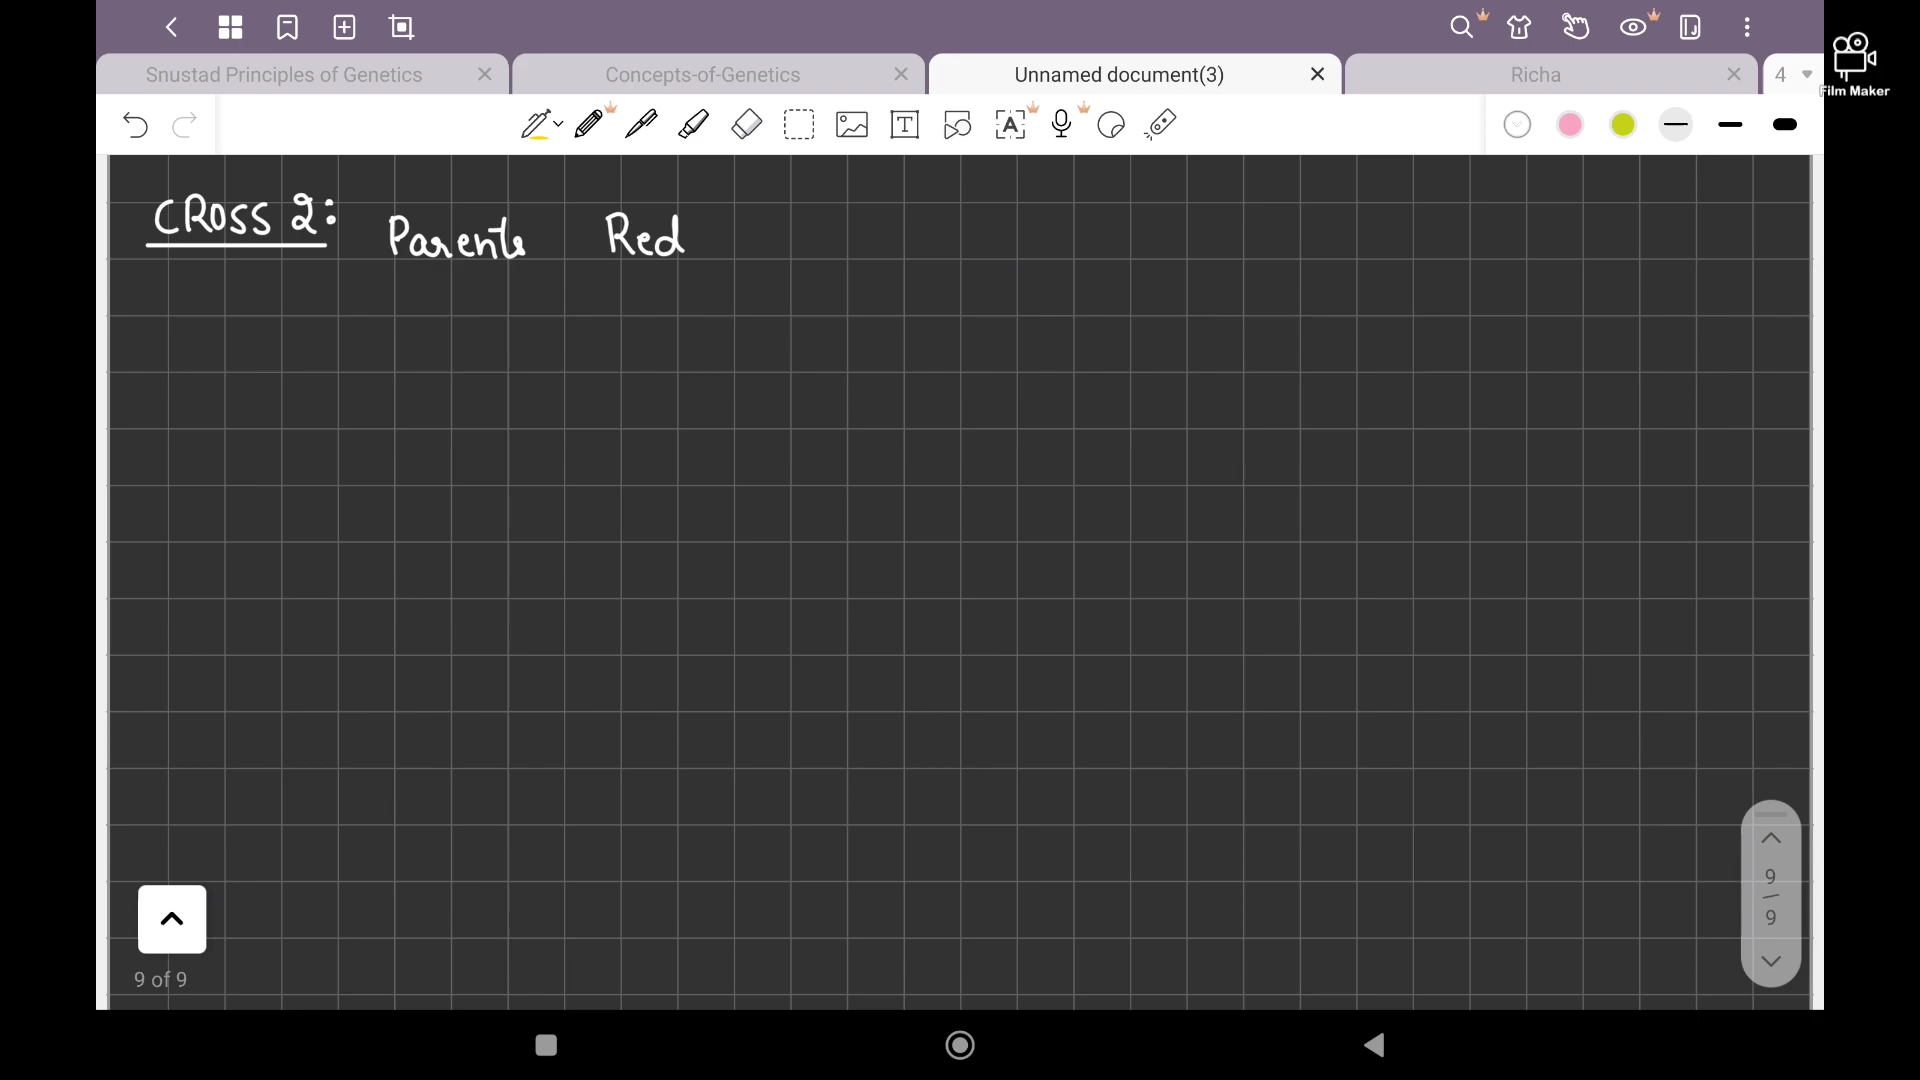 Snustad Principles of Genetics
Concepts-of-Genetics
Unnamed document(3)
Richa
4
Film Maker
CROSS 2: Parents Red
9
9
9 of 9